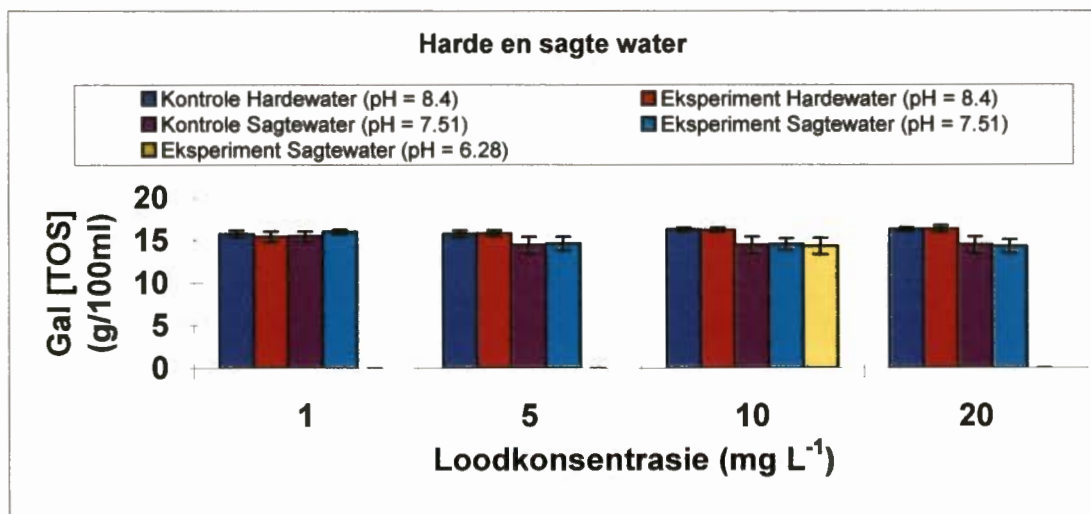 Harde en sagte water
Kontrole Hardewater (pH = 8.4)
Eksperiment Hardewater (pH = 8.4)
Kontrole Sagtewater (pH = 7.51)
Eksperiment Sagtewater (pH = 7.51)
Eksperiment Sagtewater (pH = 6.28)
Gal [TOS]
(g/100ml)
20
15
10
5
0
1 5 10 20
Loodkonsentrasie (mg L⁻¹)